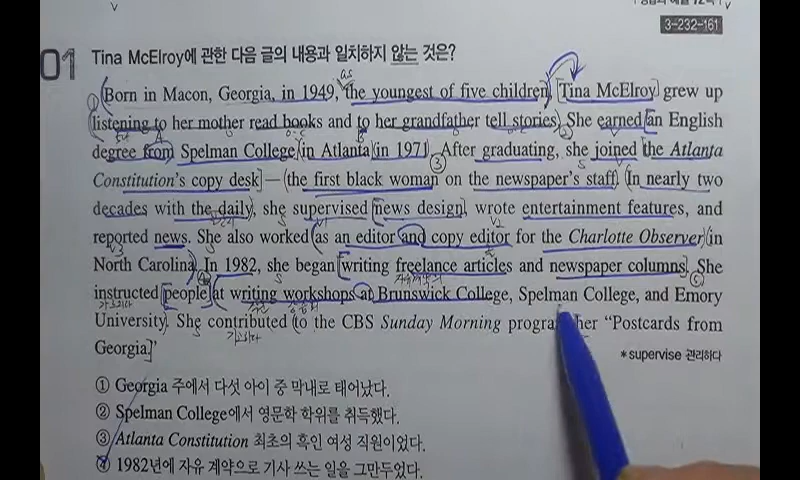 3-232-161
01 Tina McElroy에 관한 다음 글의 내용과 일치하지 않는 것은?
Born in Macon, Georgia, in 1949, the youngest of five children, Tina McElroy grew up
listening to her mother read books and to her grandfather tell stories. She earned an English
degree from Spelman College in Atlanta in 1971. After graduating, she joined the Atlanta
Constitution's copy desk — the first black woman on the newspaper's staff. In nearly two
decades with the daily, she supervised news design, wrote entertainment features, and
reported news. She also worked as an editor and copy editor for the Charlotte Observer in
North Carolina. In 1982, she began writing freelance articles and newspaper columns. She
instructed people at writing workshops at Brunswick College, Spelman College, and Emory
University. She contributed to the CBS Sunday Morning progra her “Postcards from
Georgia.”
*supervise 관리하다
① Georgia 주에서 다섯 아이 중 막내로 태어났다.
② Spelman College에서 영문학 학위를 취득했다.
③ Atlanta Constitution 최초의 흑인 여성 직원이었다.
④ 1982년에 자유 계약으로 기사 쓰는 일을 그만두었다.